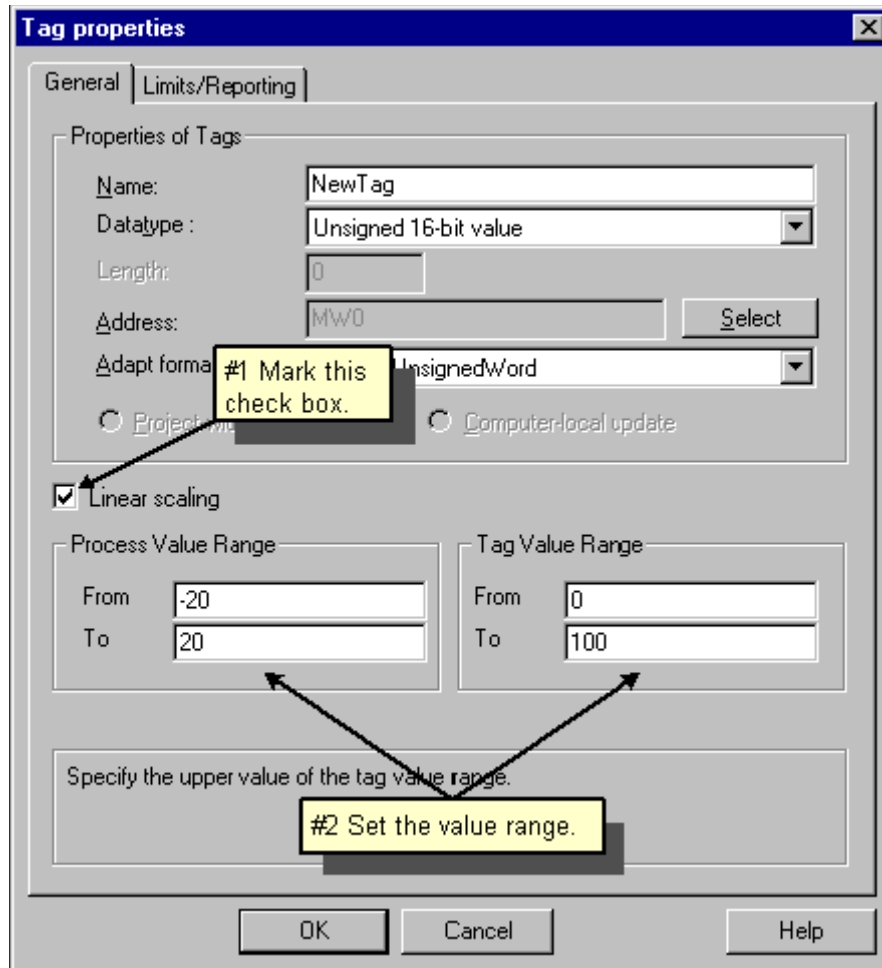 Tag properties
General
Limits/Reporting
Properties of Tags
Name:
NewTag
Datatype :
Unsigned 16-bit value
Length:
0
Address:
MW0
Select
Adapt forma
UnsignedWord
#1 Mark this
check box.
Project-wi
Computer-local update
Linear scaling
Process Value Range
Tag Value Range
From
-20
From
0
To
20
To
100
Specify the upper value of the tag value range.
#2 Set the value range.
OK
Cancel
Help